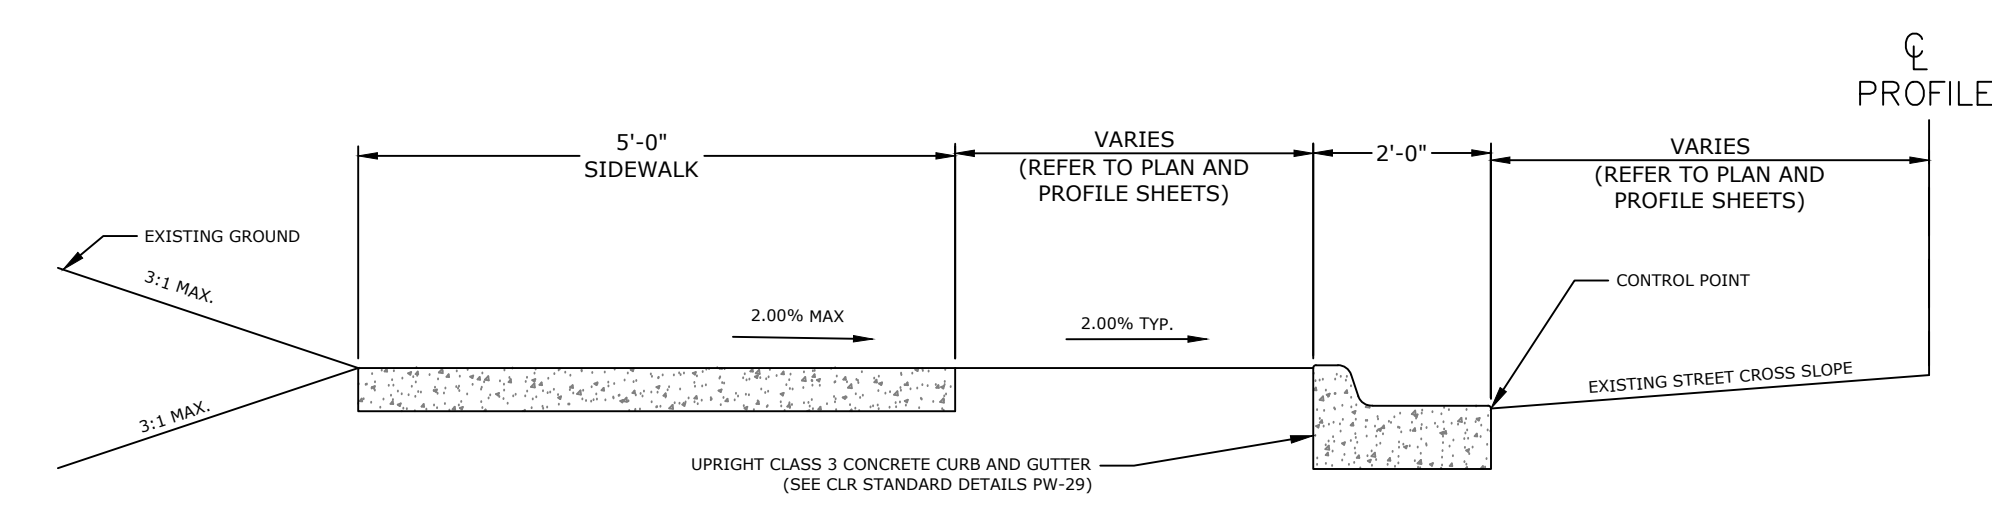 ℄
PROFILE
5'-0"
SIDEWALK
VARIES
(REFER TO PLAN AND
PROFILE SHEETS)
2'-0"
VARIES
(REFER TO PLAN AND
PROFILE SHEETS)
EXISTING GROUND
3:1 MAX.
2.00% MAX
2.00% TYP.
CONTROL POINT
EXISTING STREET CROSS SLOPE
3:1 MAX.
UPRIGHT CLASS 3 CONCRETE CURB AND GUTTER
(SEE CLR STANDARD DETAILS PW-29)